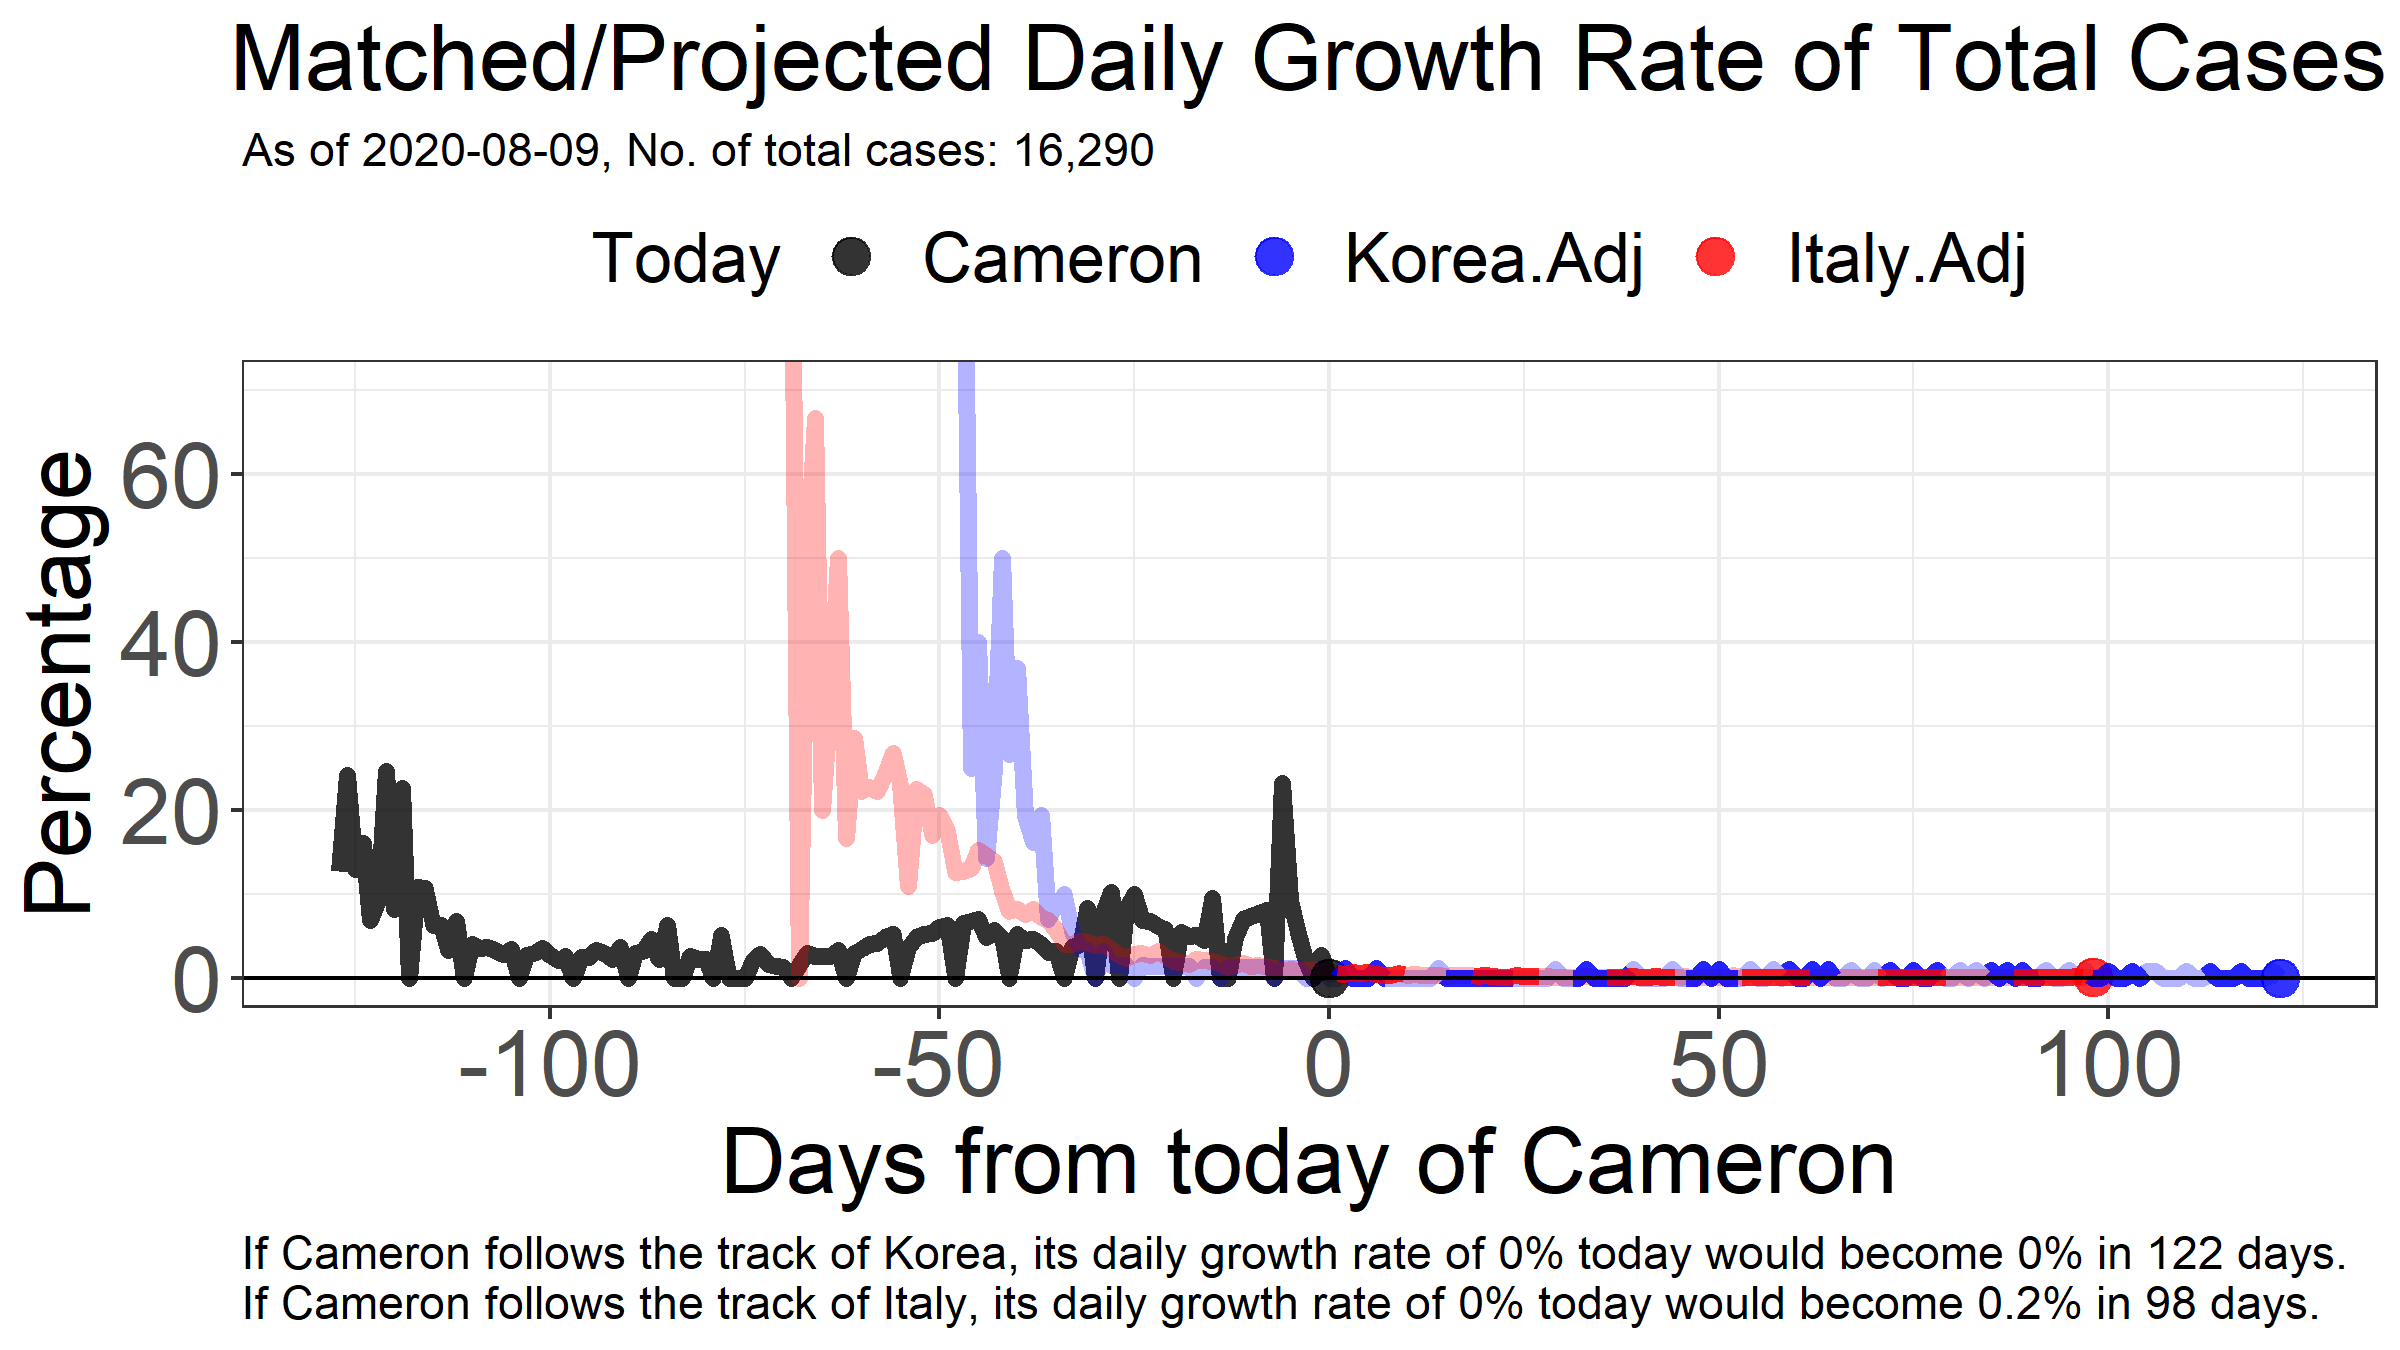 Matched/Projected Daily Growth Rate of Total Cases
As of 2020-08-09, No. of total cases: 16,290
Today Cameron Korea.Adj Italy.Adj
Percentage
60
40
20
0
-100 -50 0 50 100
Days from today of Cameron
If Cameron follows the track of Korea, its daily growth rate of 0% today would become 0% in 122 days.
If Cameron follows the track of Italy, its daily growth rate of 0% today would become 0.2% in 98 days.